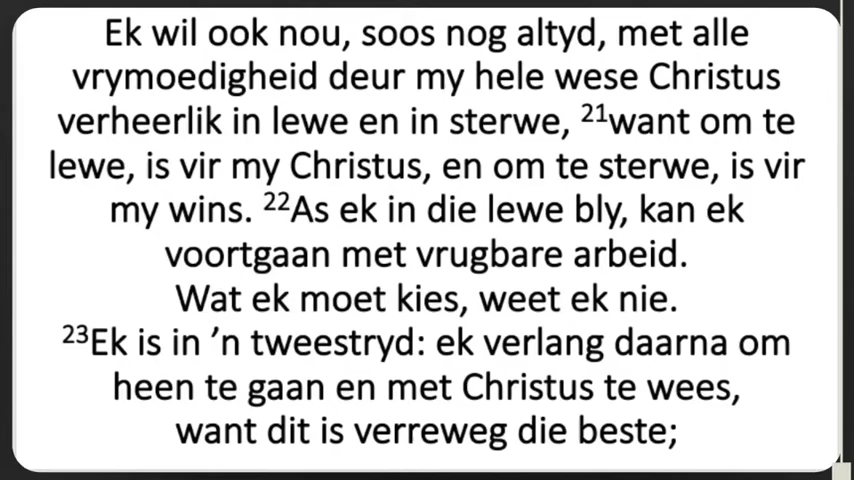 Ek wil ook nou, soos nog altyd, met alle
vrymoedigheid deur my hele wese Christus
verheerlik in lewe en in sterwe, ²¹want om te
lewe, is vir my Christus, en om te sterwe, is vir
my wins. ²²As ek in die lewe bly, kan ek
voortgaan met vrugbare arbeid.
Wat ek moet kies, weet ek nie.
²³Ek is in ’n tweestryd: ek verlang daarna om
heen te gaan en met Christus te wees,
want dit is verreweg die beste;